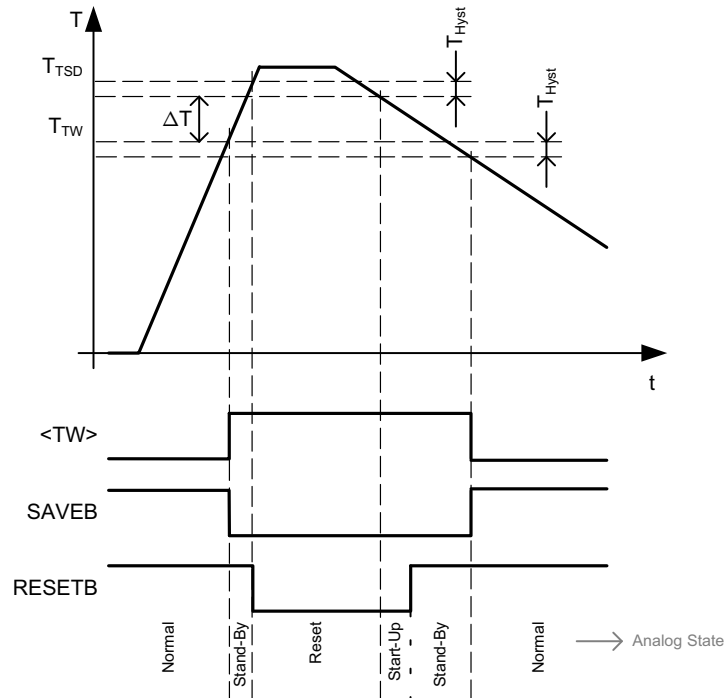 T
T_TSD
T_TW
ΔT
T_Hyst
T_Hyst
t
<TW>
SAVEB
RESETB
Normal
Stand-By
Reset
Start-Up
Stand-By
Normal
Analog State